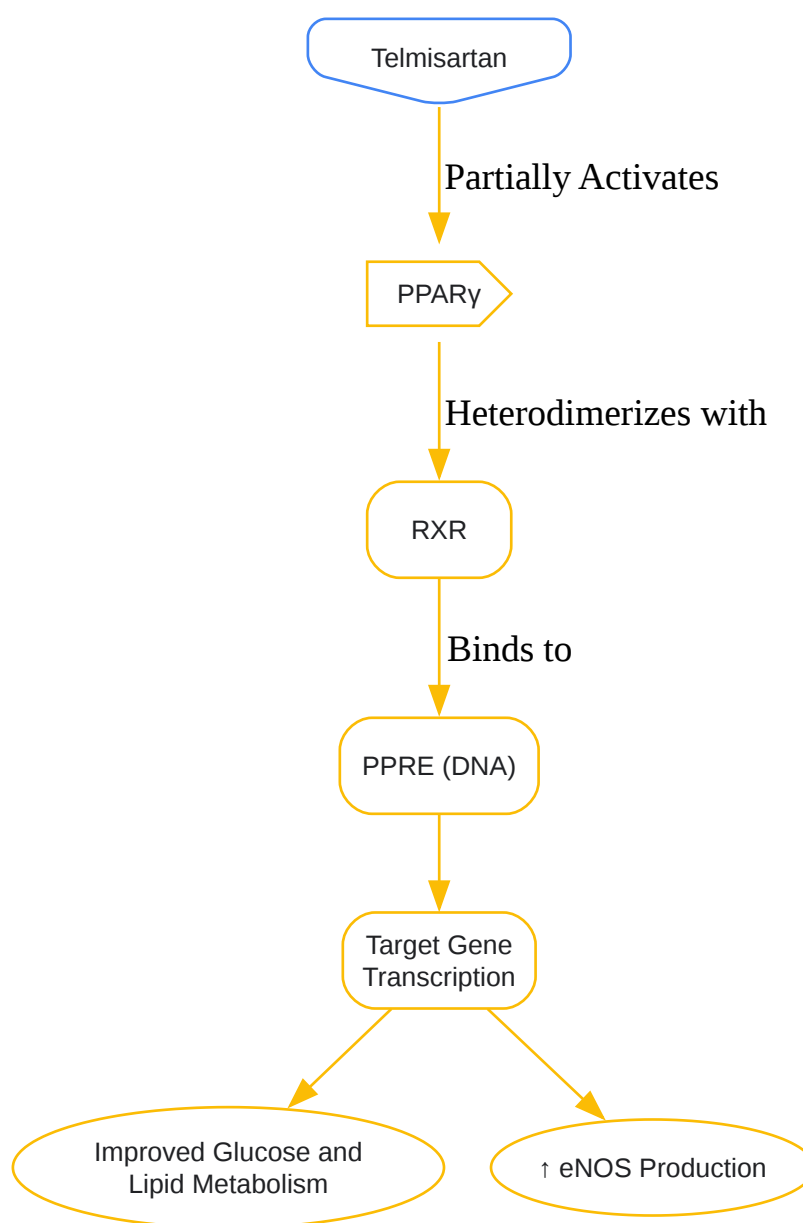 Telmisartan
Partially Activates
PPARγ
Heterodimerizes with
RXR
Binds to
PPRE (DNA)
Target Gene
Transcription
Improved Glucose and
Lipid Metabolism
↑ eNOS Production